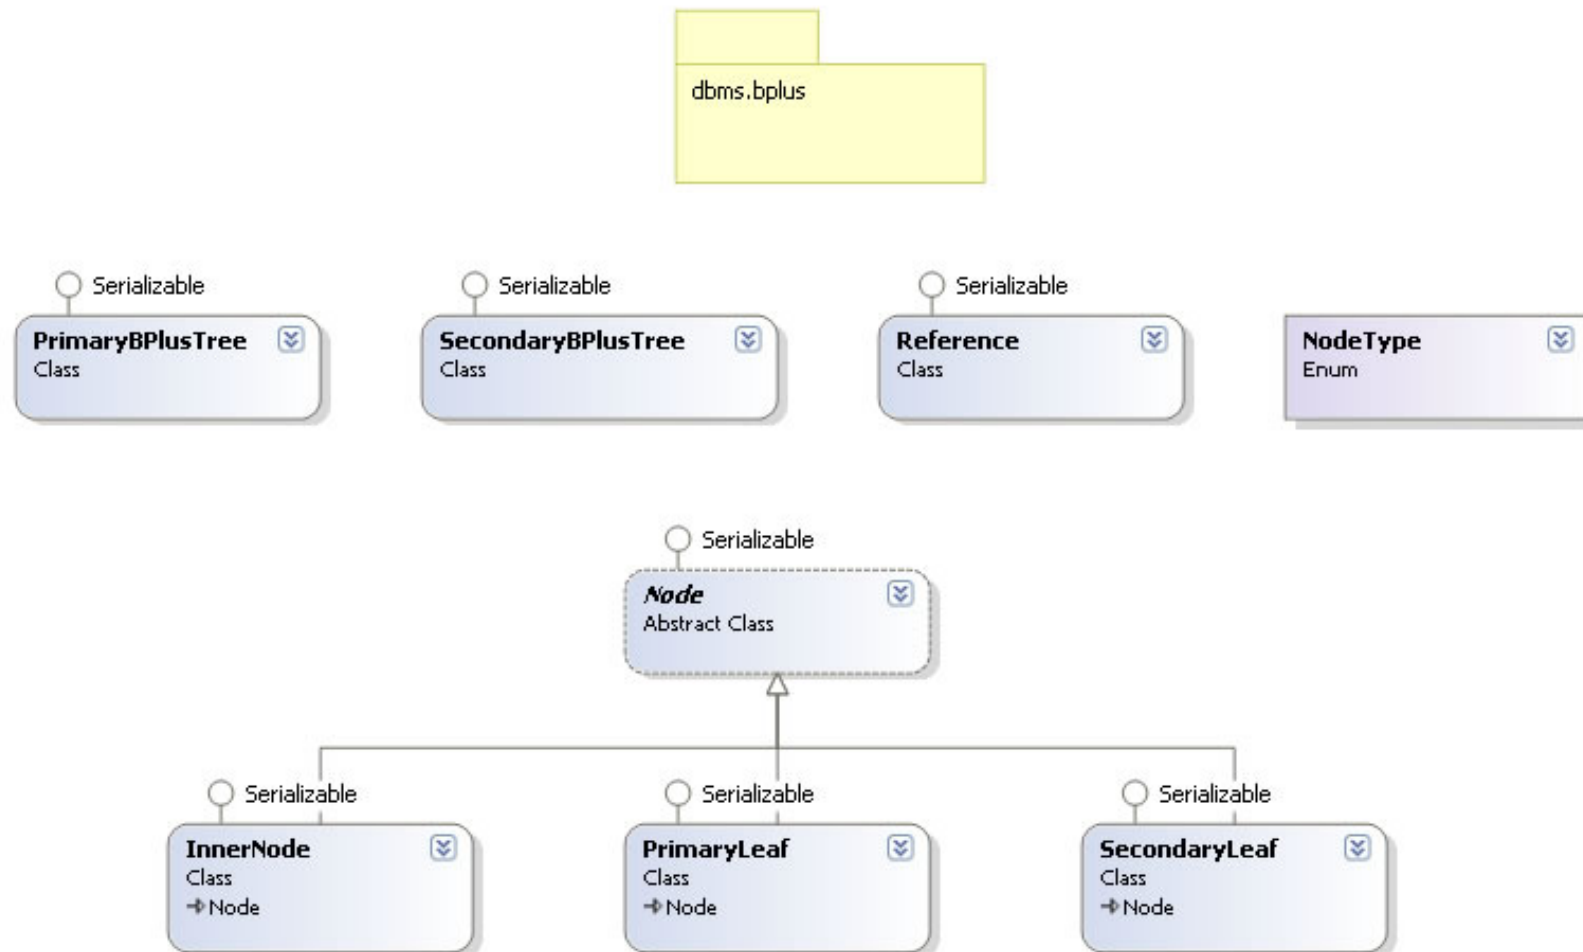 dbms.bplus
Serializable
PrimaryBPlusTree
Class
Serializable
SecondaryBPlusTree
Class
Serializable
Reference
Class
NodeType
Enum
Serializable
Node
Abstract Class
Serializable
InnerNode
Class
Node
Serializable
PrimaryLeaf
Class
Node
Serializable
SecondaryLeaf
Class
Node